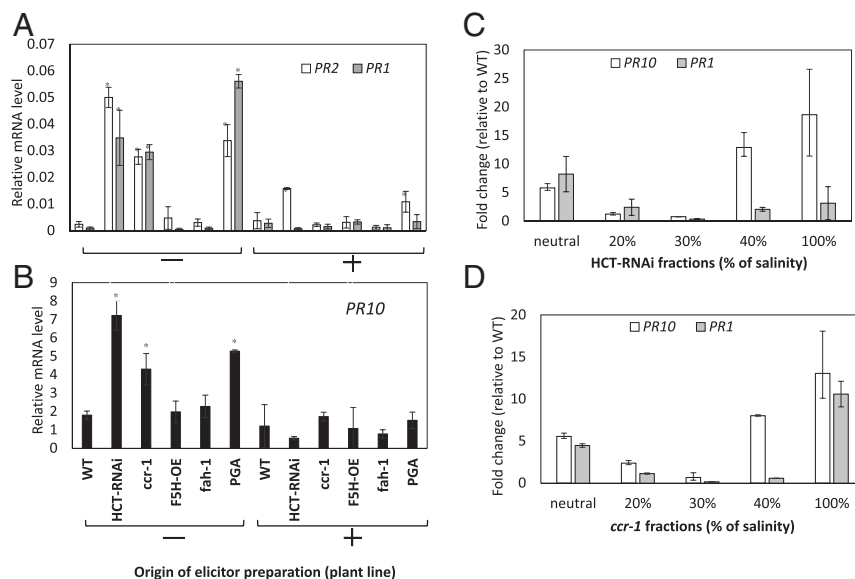 A
0.07
0.06
0.05
0.04
0.03
0.02
0.01
0
Relative mRNA level
PR2 PR1
* * * * * *
* *
— +
B
9
8
7
6
5
4
3
2
1
0
Relative mRNA level
PR10
* * *
WT HCT-RNAi ccr-1 F5H-OE fah-1 PGA WT HCT-RNAi ccr-1 F5H-OE fah-1 PGA
— +
Origin of elicitor preparation (plant line)
C
30
25
20
15
10
5
0
Fold change (relative to WT)
PR10 PR1
neutral 20% 30% 40% 100%
HCT-RNAi fractions (% of salinity)
D
20
15
10
5
0
Fold change (relative to WT)
PR10 PR1
neutral 20% 30% 40% 100%
ccr-1 fractions (% of salinity)